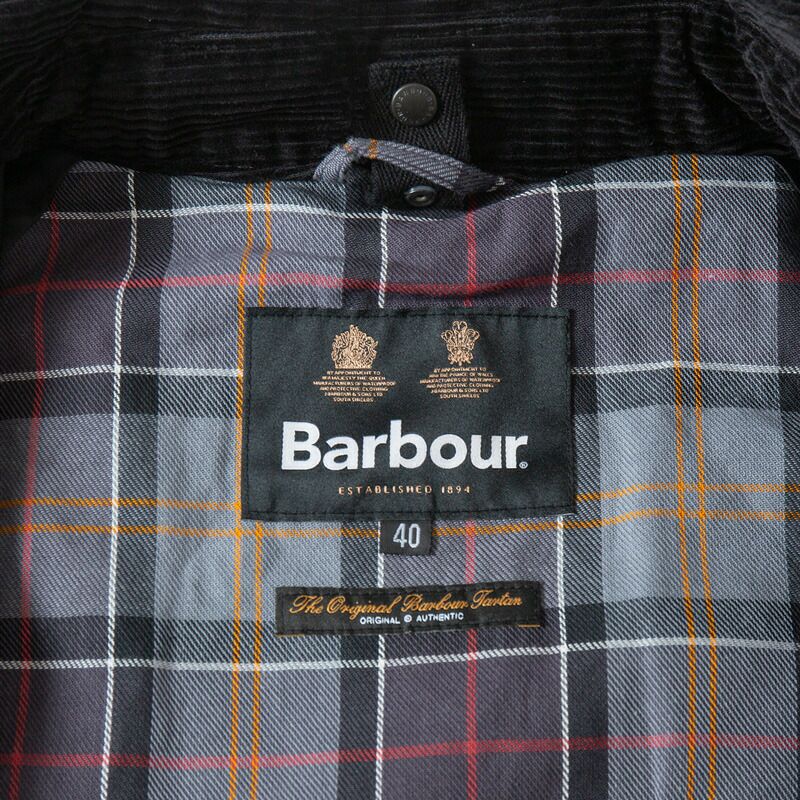 BY APPOINTMENT TO
HER MAJESTY THE QUEEN
MANUFACTURERS OF WATERPROOF
AND PROTECTIVE CLOTHING
J.BARBOUR & SONS LTD
SOUTH SHIELDS
BY APPOINTMENT TO
HRH THE PRINCE OF WALES
MANUFACTURERS OF WATERPROOF
AND PROTECTIVE CLOTHING
J.BARBOUR & SONS LTD
SOUTH SHIELDS
Barbour®
ESTABLISHED 1894
40
The Original Barbour Tartan
ORIGINAL © AUTHENTIC